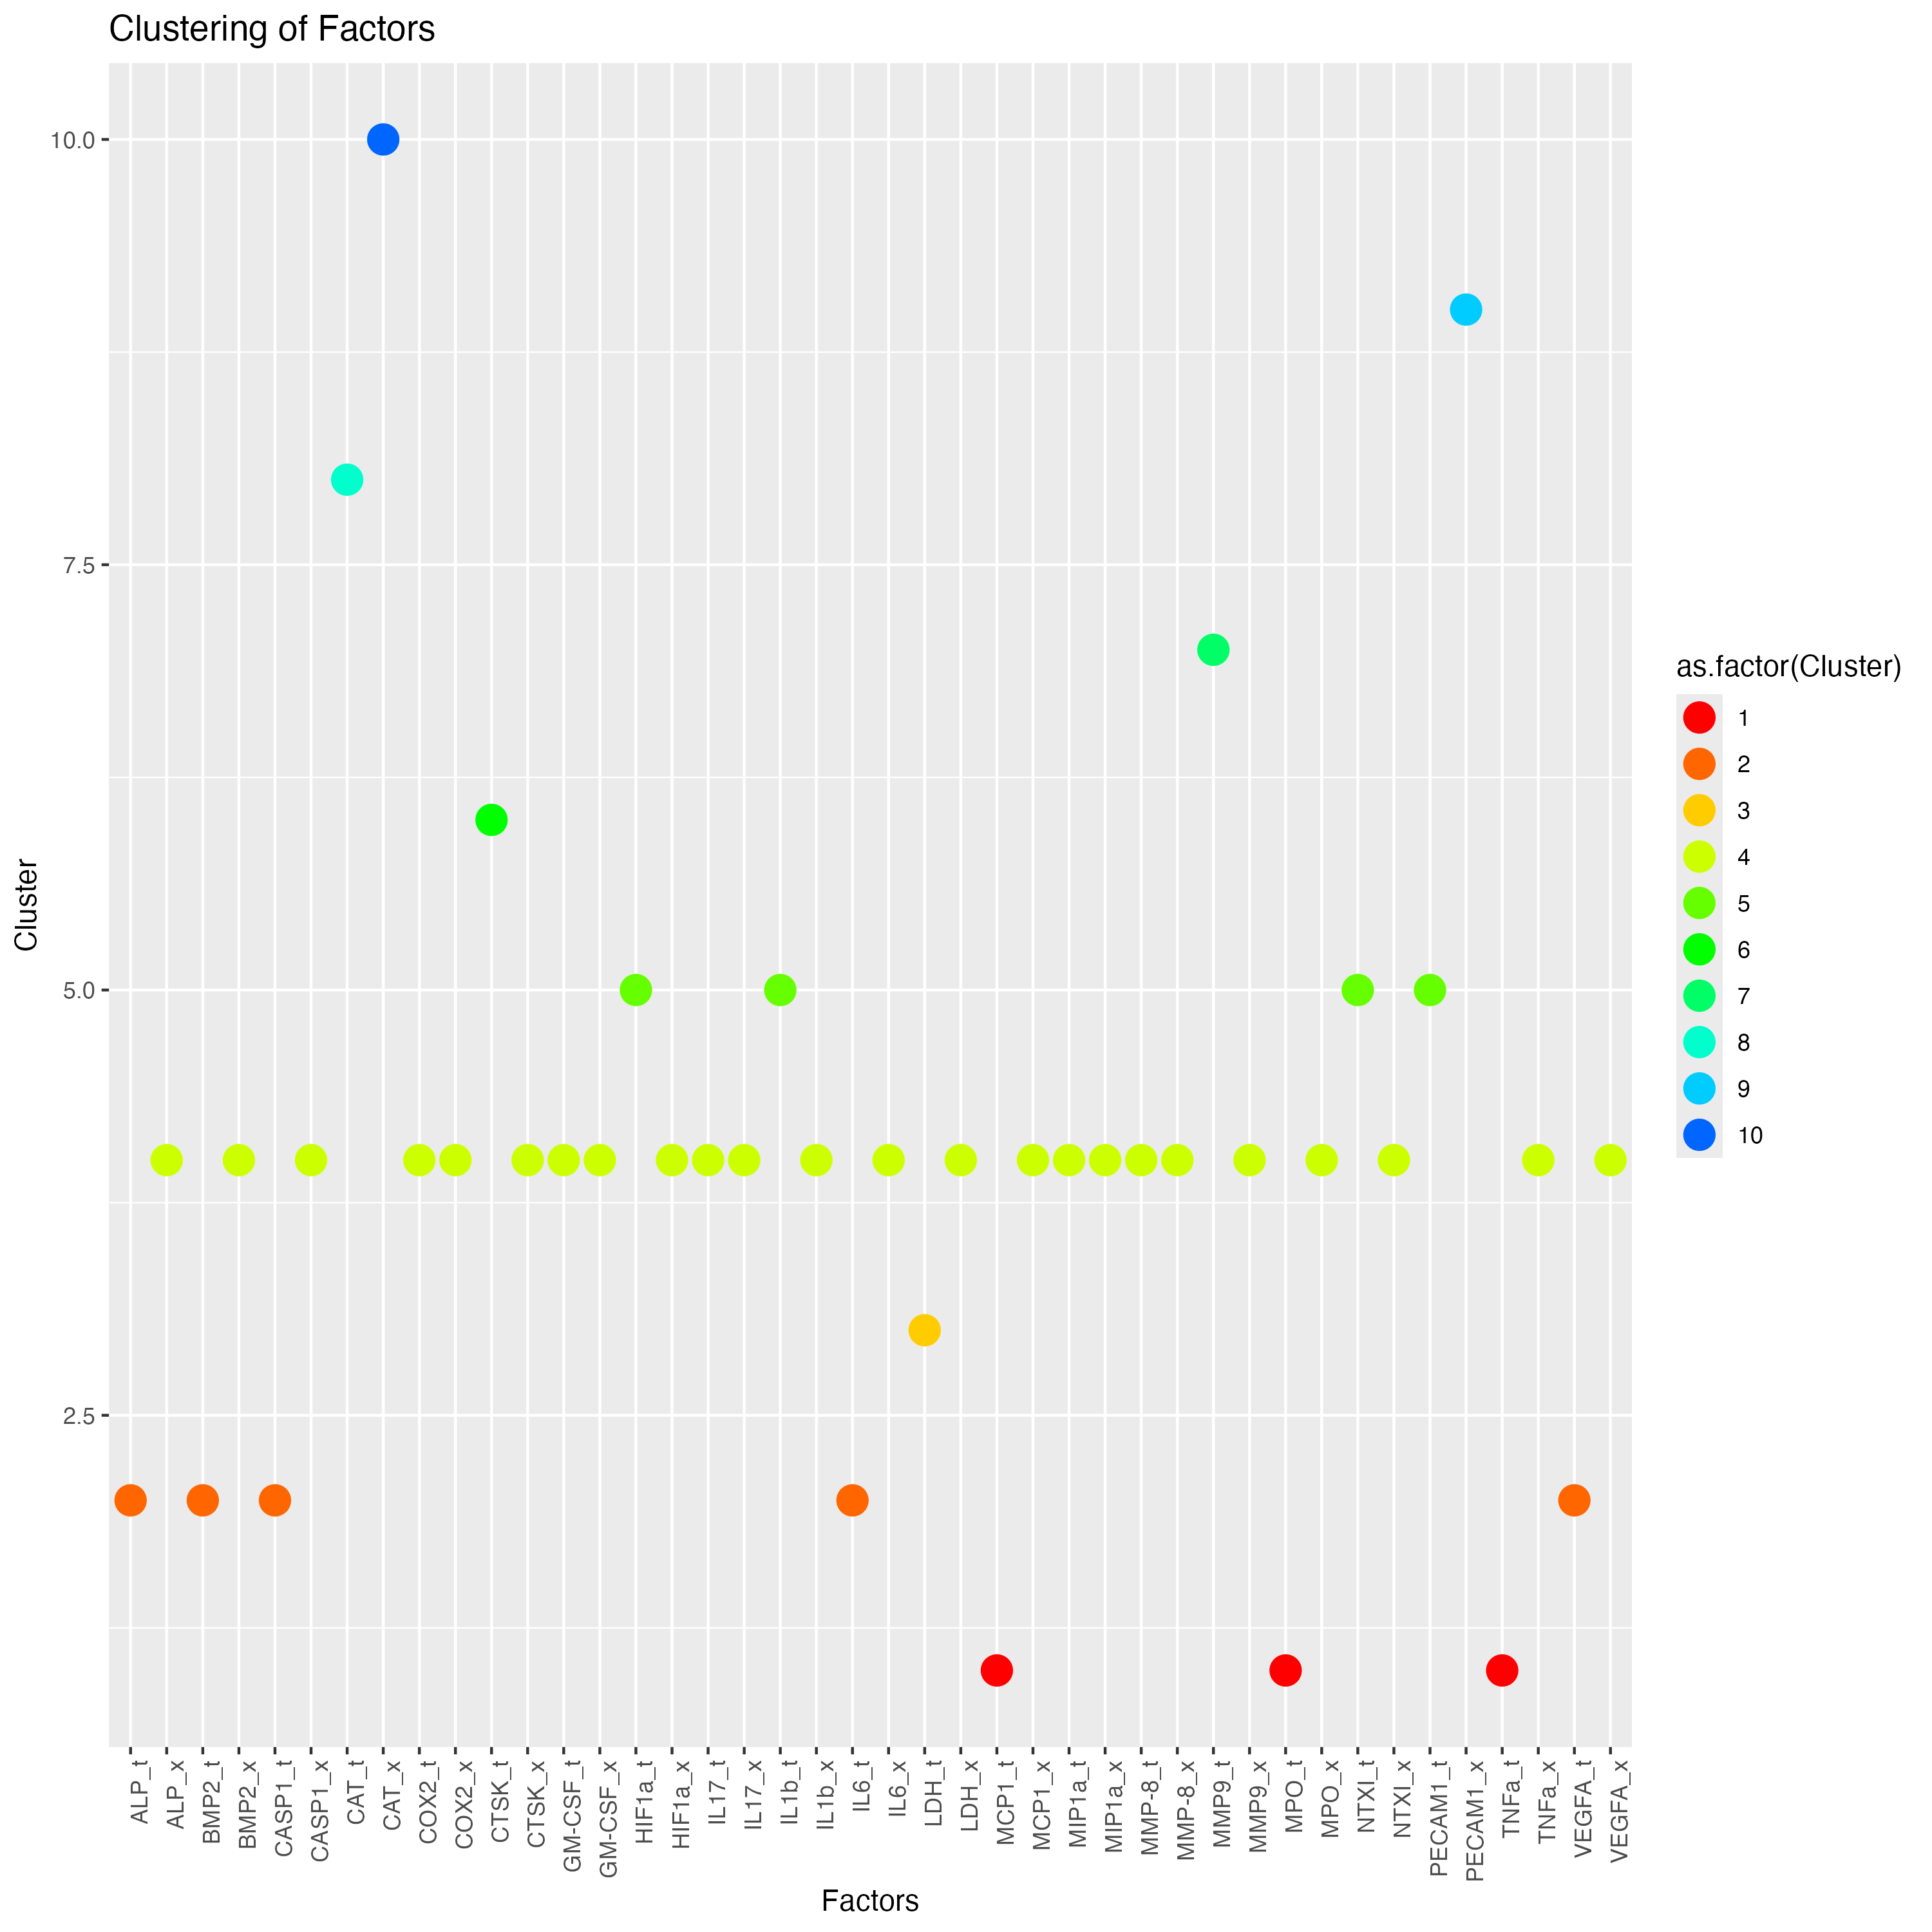 Clustering of Factors
10.0
7.5
5.0
2.5
Cluster
ALP_t
ALP_x
BMP2_t
BMP2_x
CASP1_t
CASP1_x
CAT_t
CAT_x
COX2_t
COX2_x
CTSK_t
CTSK_x
GM-CSF_t
GM-CSF_x
HIF1a_t
HIF1a_x
IL17_t
IL17_x
IL1b_t
IL1b_x
IL6_t
IL6_x
LDH_t
LDH_x
MCP1_t
MCP1_x
MIP1a_t
MIP1a_x
MMP-8_t
MMP-8_x
MMP9_t
MMP9_x
MPO_t
MPO_x
NTXI_t
NTXI_x
PECAM1_t
PECAM1_x
TNFa_t
TNFa_x
VEGFA_t
VEGFA_x
Factors
as.factor(Cluster)
1
2
3
4
5
6
7
8
9
10